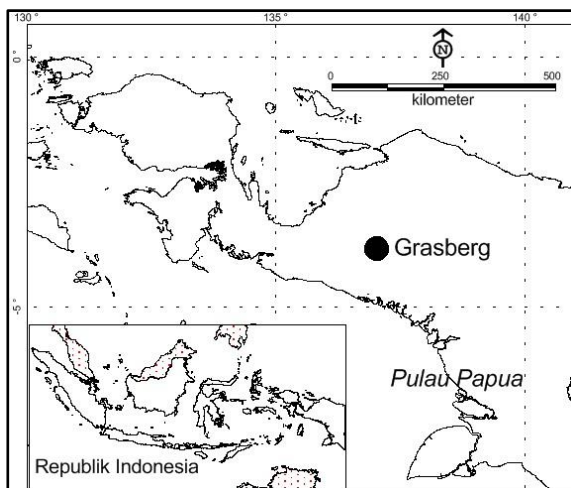 130 °
135 °
140 °
0 °
N
0 250 500
kilometer
Grasberg
-5 °
Pulau Papua
Republik Indonesia